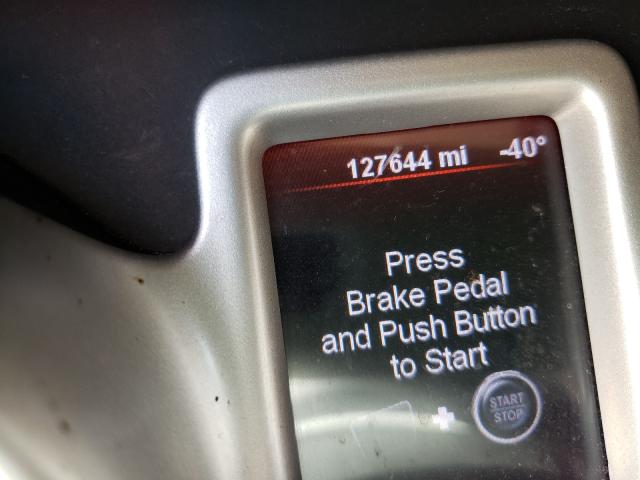 127644 mi -40°
Press
Brake Pedal
and Push Button
to Start
START
STOP